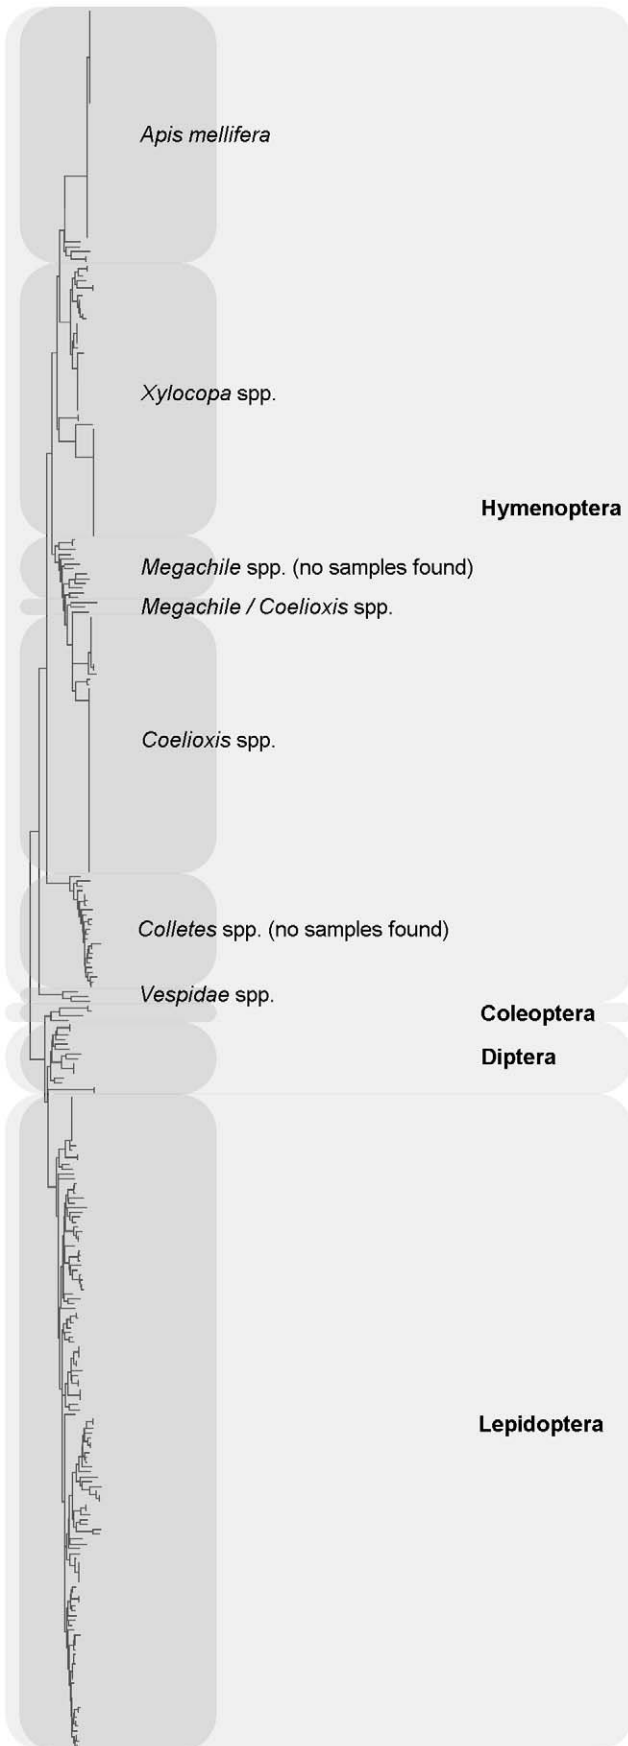 Apis mellifera
Xylocopa spp.
Hymenoptera
Megachile spp. (no samples found)
Megachile / Coelioxis spp.
Coelioxis spp.
Colletes spp. (no samples found)
Vespidae spp.
Coleoptera
Diptera
Lepidoptera